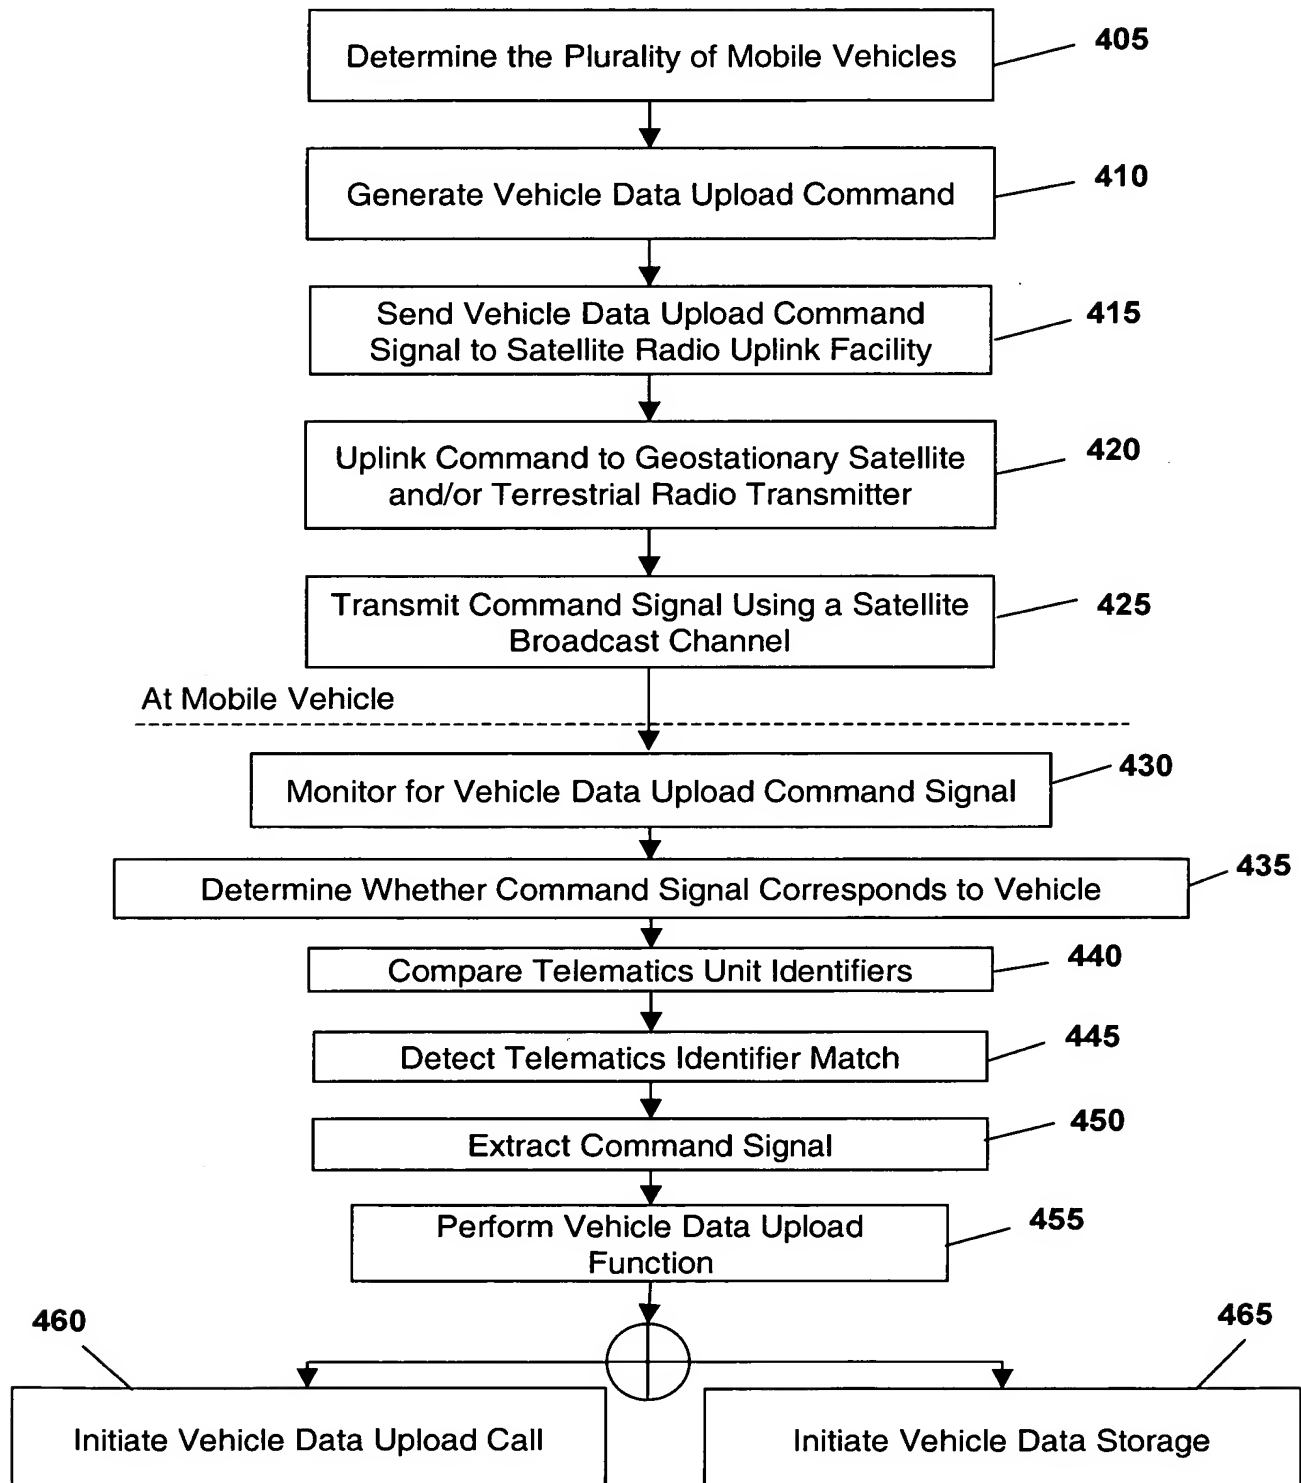 Determine the Plurality of Mobile Vehicles
405
Generate Vehicle Data Upload Command
410
Send Vehicle Data Upload Command
Signal to Satellite Radio Uplink Facility
415
Uplink Command to Geostationary Satellite
and/or Terrestrial Radio Transmitter
420
Transmit Command Signal Using a Satellite
Broadcast Channel
425
At Mobile Vehicle
Monitor for Vehicle Data Upload Command Signal
430
Determine Whether Command Signal Corresponds to Vehicle
435
Compare Telematics Unit Identifiers
440
Detect Telematics Identifier Match
445
Extract Command Signal
450
Perform Vehicle Data Upload
Function
455
460
465
Initiate Vehicle Data Upload Call
Initiate Vehicle Data Storage